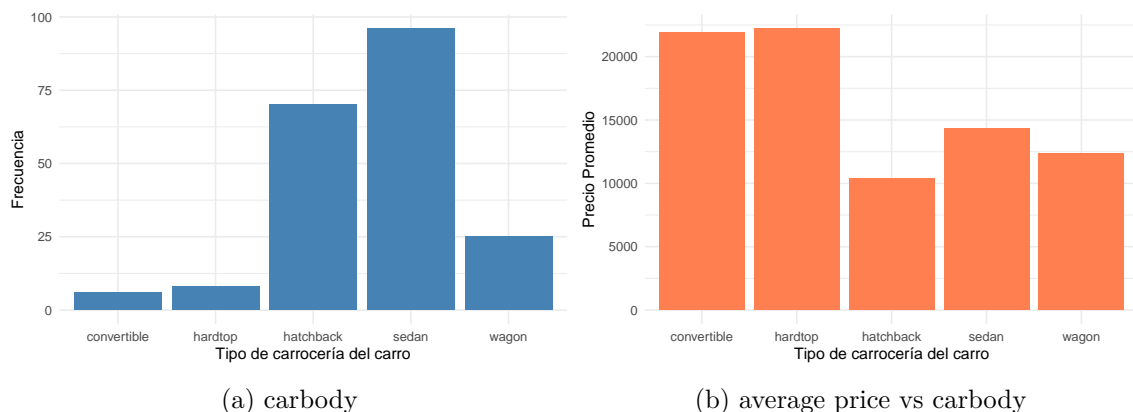 100
75
50
25
0
Frecuencia
convertible hardtop hatchback sedan wagon
Tipo de carrocería del carro
(a) carbody
20000
15000
10000
5000
0
Precio Promedio
convertible hardtop hatchback sedan wagon
Tipo de carrocería del carro
(b) average price vs carbody